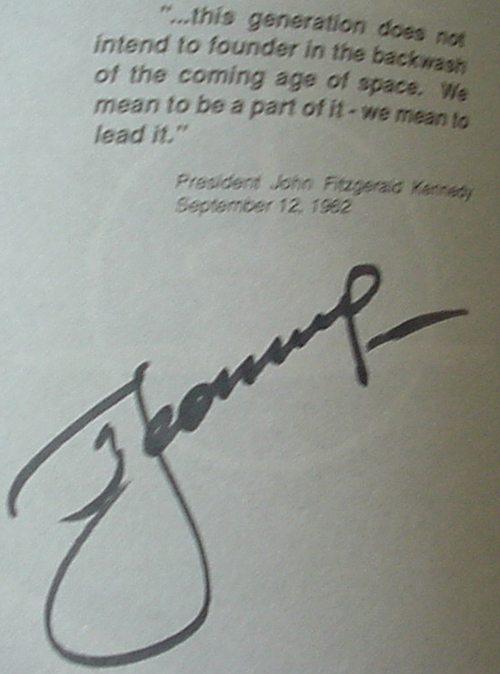 "...this generation does not
intend to founder in the backwash
of the coming age of space. We
mean to be a part of it - we mean to
lead it."
President John Fitzgerald Kennedy
September 12, 1962